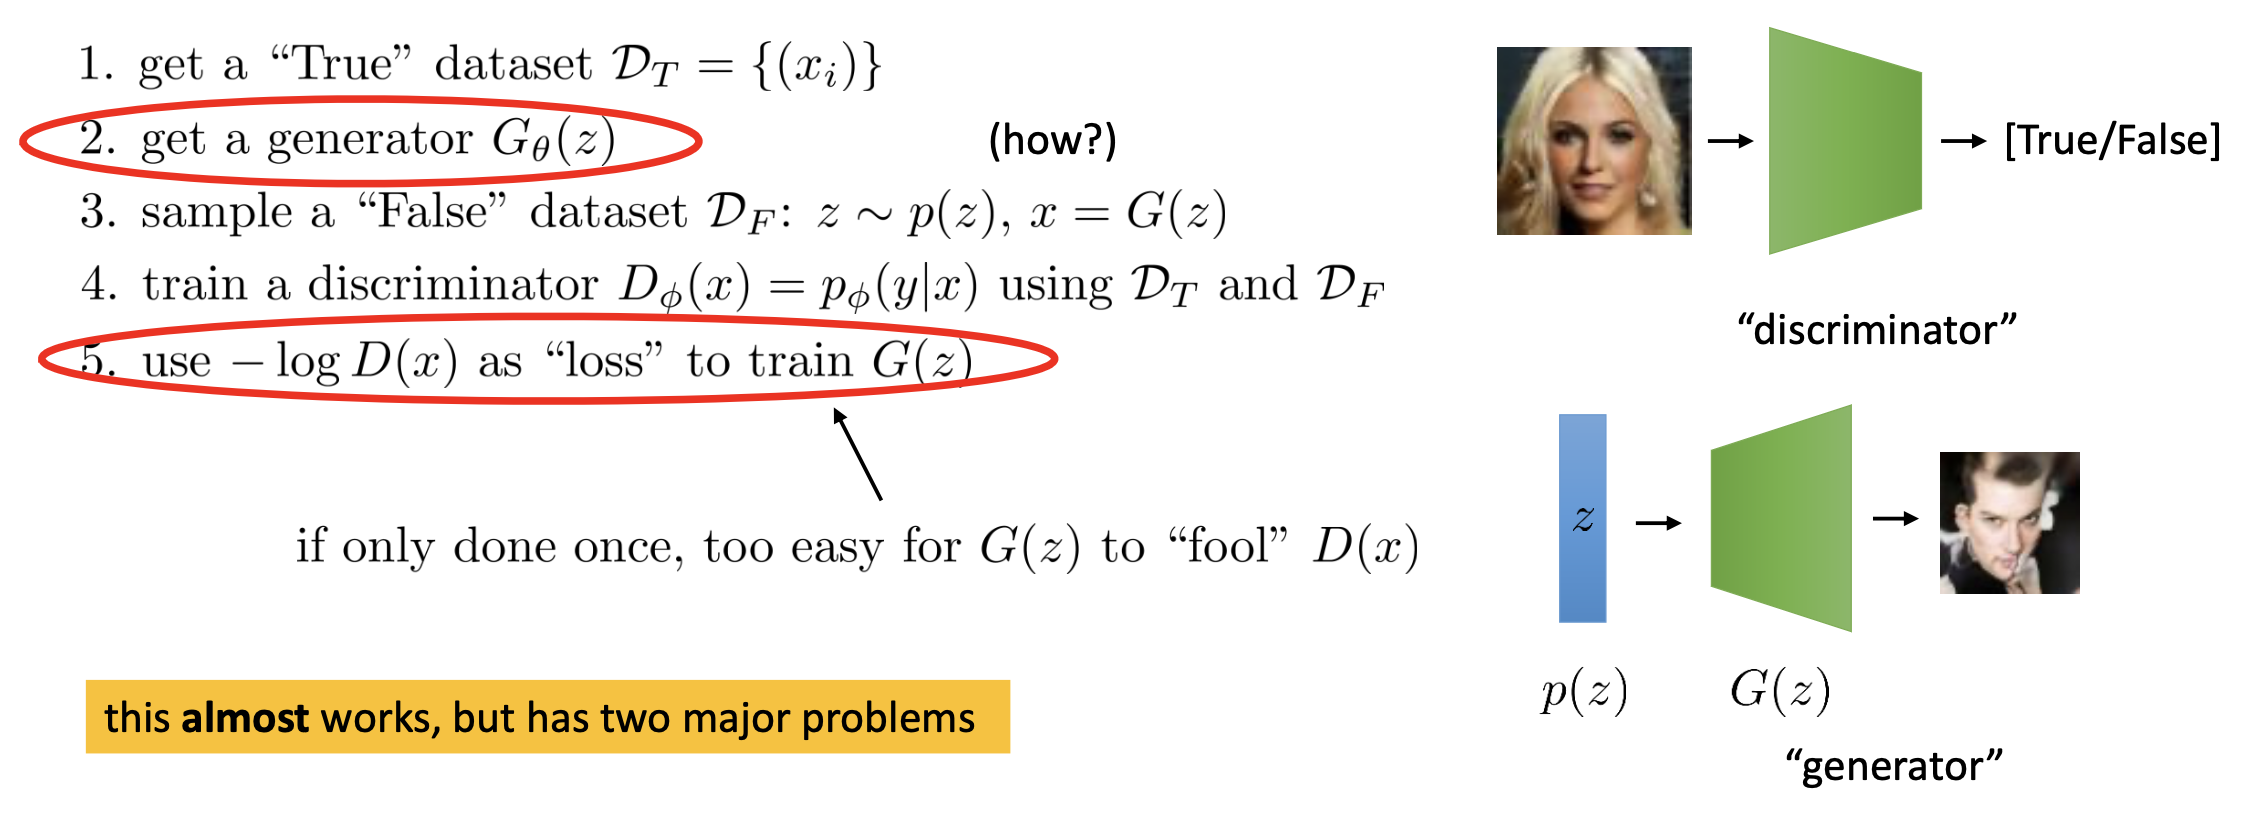 1. get a “True” dataset $\mathcal{D}_T = \{(x_i)\}$
2. get a generator $G_\theta(z)$ (how?)
3. sample a “False” dataset $\mathcal{D}_F$: $z \sim p(z)$, $x = G(z)$
4. train a discriminator $D_\phi(x) = p_\phi(y|x)$ using $\mathcal{D}_T$ and $\mathcal{D}_F$
5. use $-\log D(x)$ as “loss” to train $G(z)$
if only done once, too easy for $G(z)$ to “fool” $D(x)$
this almost works, but has two major problems
[True/False]
“discriminator”
$z$
$p(z)$
$G(z)$
“generator”